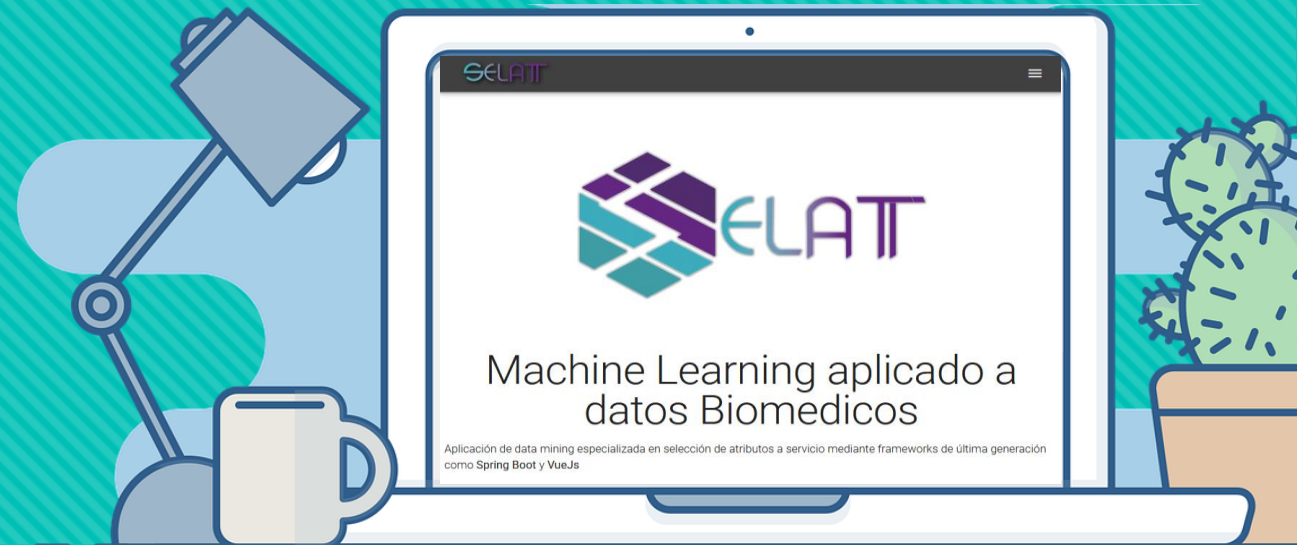 SELATT
SELATT
Machine Learning aplicado a
datos Biomedicos
Aplicación de data mining especializada en selección de atributos a servicio mediante frameworks de última generación
como Spring Boot y VueJs